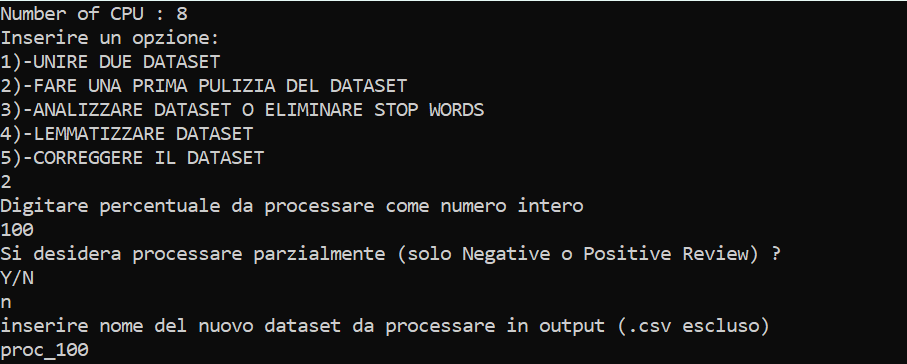 Number of CPU : 8
Inserire un opzione:
1)-UNIRE DUE DATASET
2)-FARE UNA PRIMA PULIZIA DEL DATASET
3)-ANALIZZARE DATASET O ELIMINARE STOP WORDS
4)-LEMMATIZZARE DATASET
5)-CORREGGERE IL DATASET
2
Digitare percentuale da processare come numero intero
100
Si desidera processare parzialmente (solo Negative o Positive Review) ?
Y/N
n
inserire nome del nuovo dataset da processare in output (.csv escluso)
proc_100